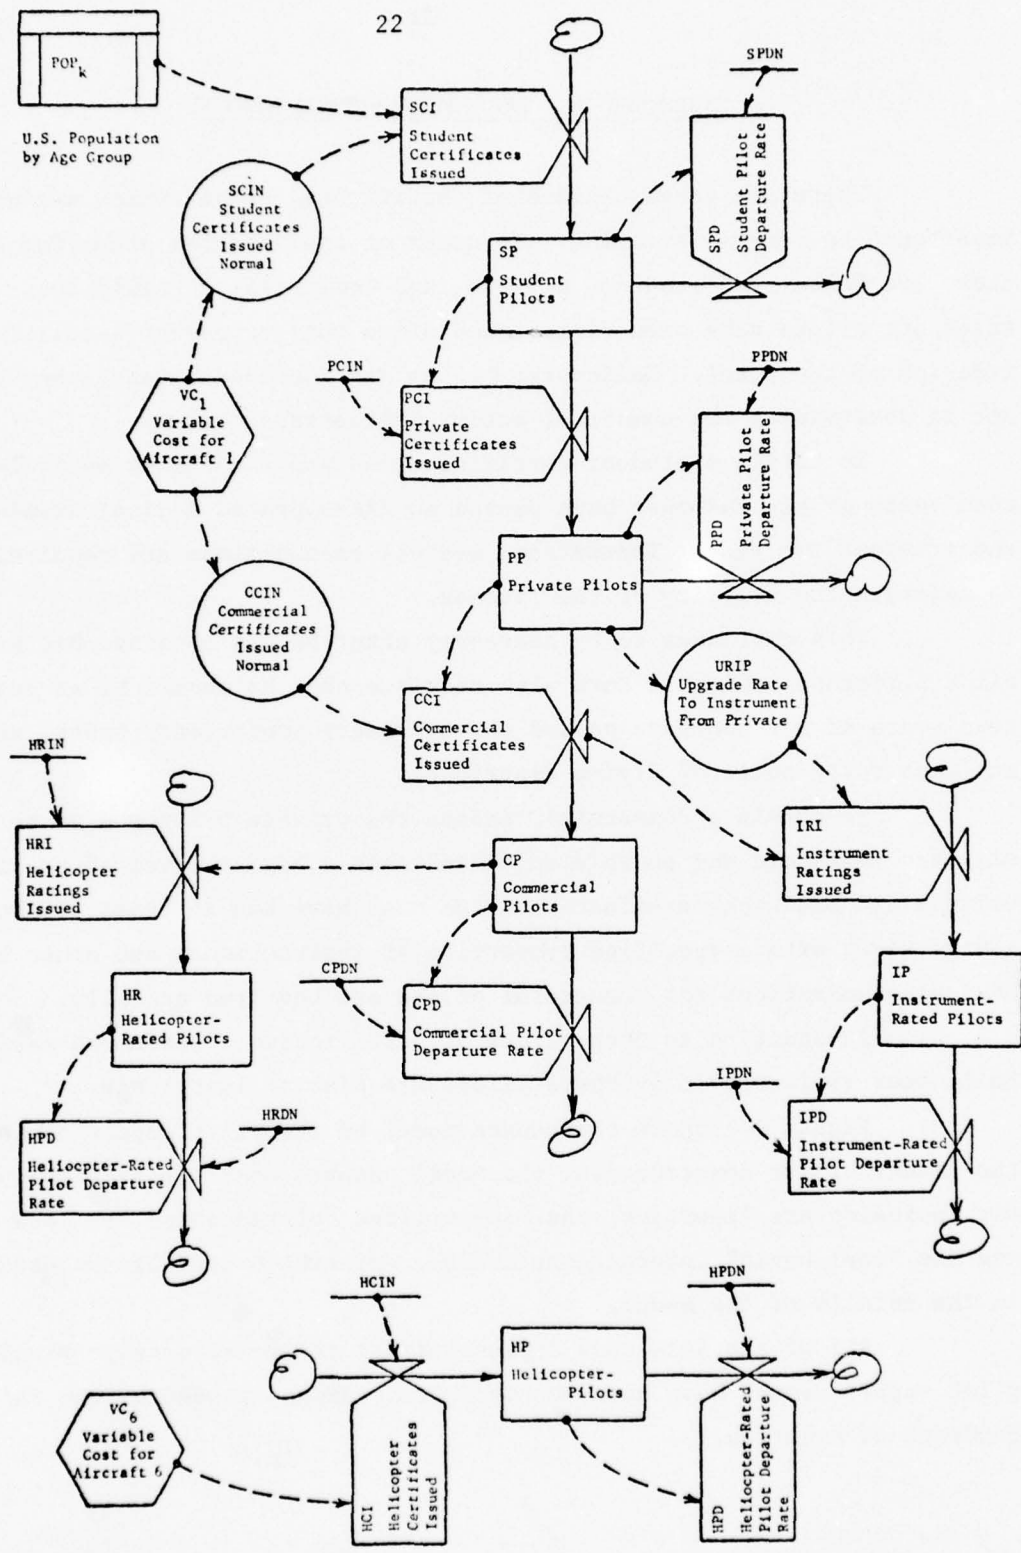 22
POP k
U.S. Population
by Age Group
SCI
Student
Certificates
Issued
SPDN
SPD
Student Pilot
Departure Rate
SCIN
Student
Certificates
Issued
Normal
SP
Student
Pilots
VC1
Variable
Cost for
Aircraft 1
PCIN
PCI
Private
Certificates
Issued
PPDN
PPD
Private Pilot
Departure Rate
PP
Private Pilots
CCIN
Commercial
Certificates
Issued
Normal
CCI
Commercial
Certificates
Issued
URIP
Upgrade Rate
To Instrument
From Private
HRIN
HRI
Helicopter
Ratings
Issued
CP
Commercial
Pilots
IRI
Instrument
Ratings
Issued
HR
Helicopter-
Rated Pilots
CPDN
CPD
Commercial Pilot
Departure Rate
IP
Instrument-
Rated Pilots
HRDN
HPD
Heliocpter-Rated
Pilot Departure
Rate
IPDN
IPD
Instrument-Rated
Pilot Departure
Rate
HCIN
HPDN
HP
Helicopter-
Pilots
VC6
Variable
Cost for
Aircraft 6
HCI
Helicopter
Certificates
Issued
HPD
Heliocpter-Rated
Pilot Departure
Rate